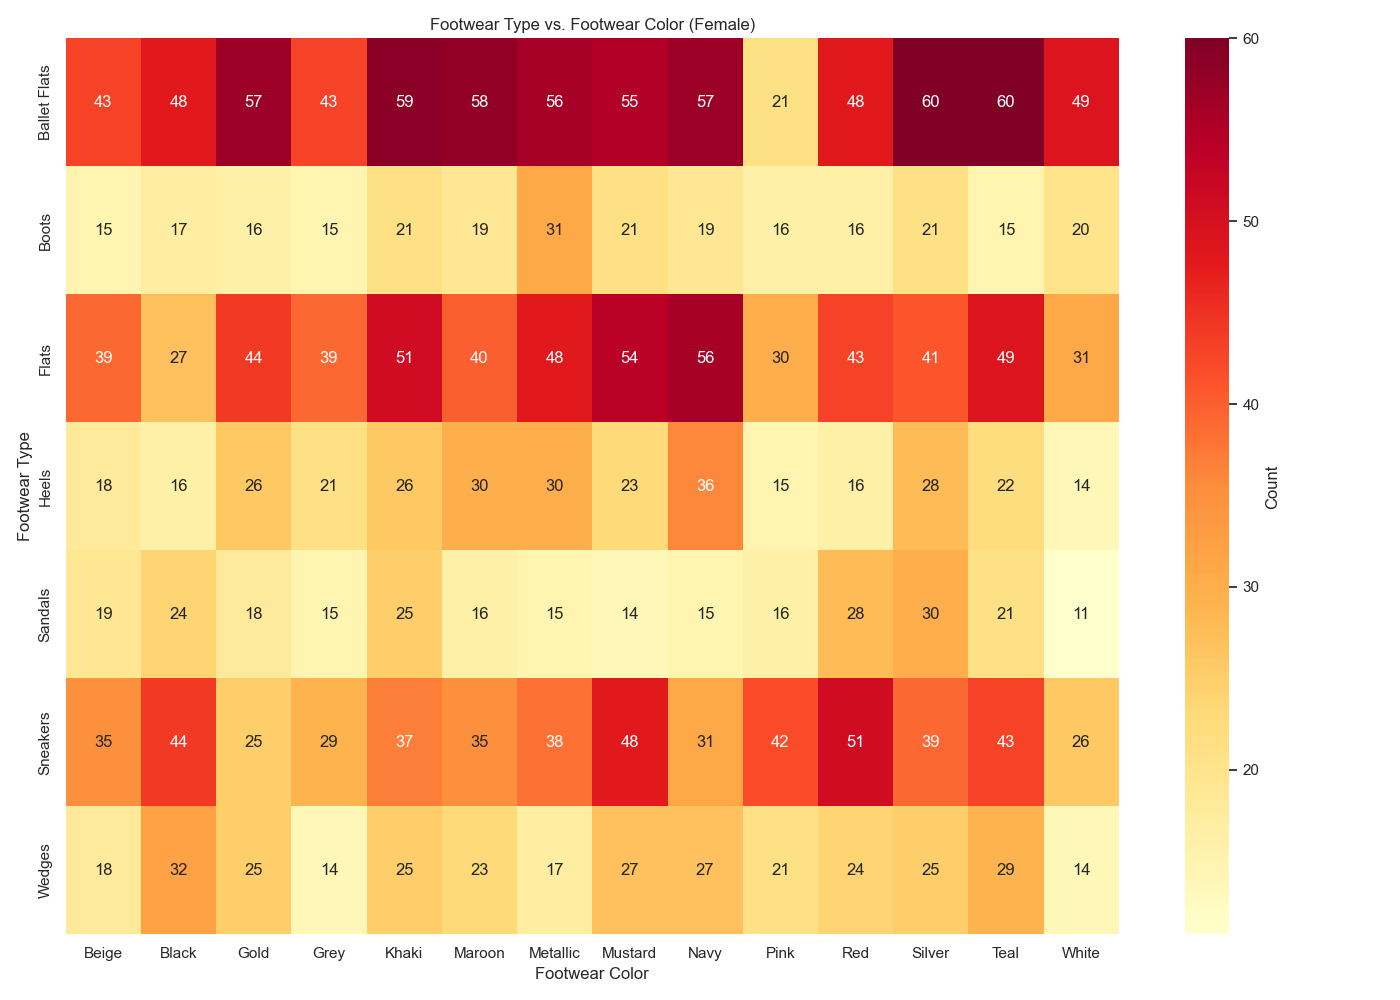 Footwear Type vs. Footwear Color (Female)
Footwear Type
Ballet Flats 43 48 57 43 59 58 56 55 57 21 48 60 60 49
Boots 15 17 16 15 21 19 31 21 19 16 16 21 15 20
Flats 39 27 44 39 51 40 48 54 56 30 43 41 49 31
Heels 18 16 26 21 26 30 30 23 36 15 16 28 22 14
Sandals 19 24 18 15 25 16 15 14 15 16 28 30 21 11
Sneakers 35 44 25 29 37 35 38 48 31 42 51 39 43 26
Wedges 18 32 25 14 25 23 17 27 27 21 24 25 29 14
Beige Black Gold Grey Khaki Maroon Metallic Mustard Navy Pink Red Silver Teal White
Footwear Color
60
50
40
30
20
Count